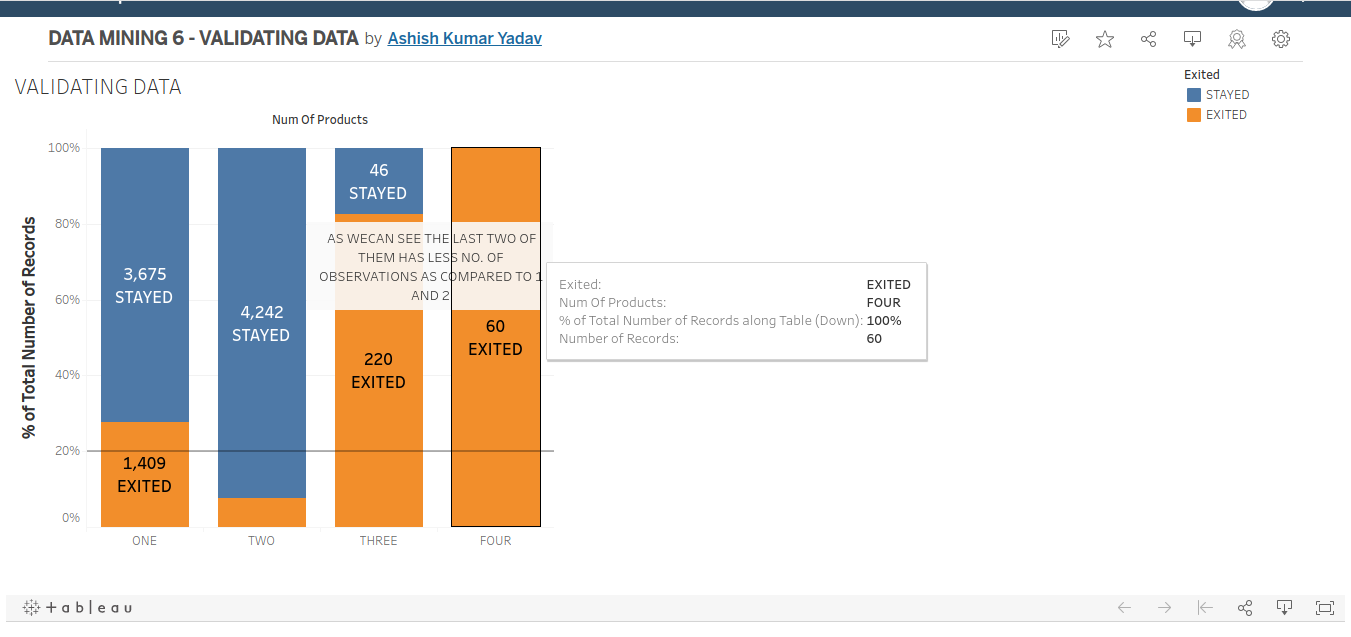 DATA MINING 6 - VALIDATING DATA by Ashish Kumar Yadav
VALIDATING DATA
Exited
STAYED
EXITED
Num Of Products
% of Total Number of Records
100%
80%
60%
40%
20%
0%
3,675
STAYED
1,409
EXITED
4,242
STAYED
46
STAYED
220
EXITED
60
EXITED
AS WECAN SEE THE LAST TWO OF
THEM HAS LESS NO. OF
OBSERVATIONS AS COMPARED TO 1
AND 2
Exited: EXITED
Num Of Products: FOUR
% of Total Number of Records along Table (Down): 100%
Number of Records: 60
ONE TWO THREE FOUR
+ableau